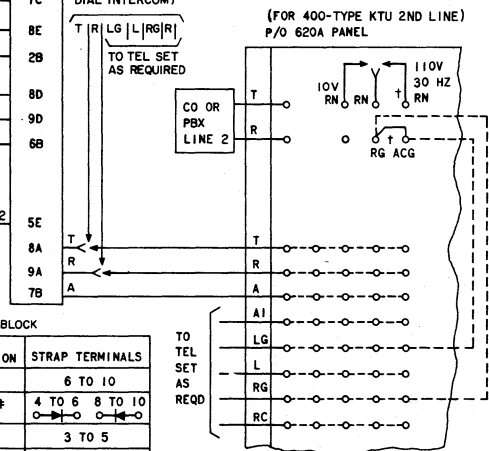 7C
DIAL INTERCOM)
8E
T R LG L RG R
2B
TO TEL SET
AS REQUIRED
8D
9D
6B
(FOR 400-TYPE KTU 2ND LINE)
P/O 620A PANEL
CO OR
PBX
LINE 2
T
R
10V
RN
RN
†
110V
30 HZ
RN
†
RG ACG
2
5E
8A
T
T
9A
R
R
7B
A
A
A1
LG
L
RG
RC
TO
TEL
SET
AS
REQD
BLOCK
ON STRAP TERMINALS
6 TO 10
4 TO 6 8 TO 10
3 TO 5